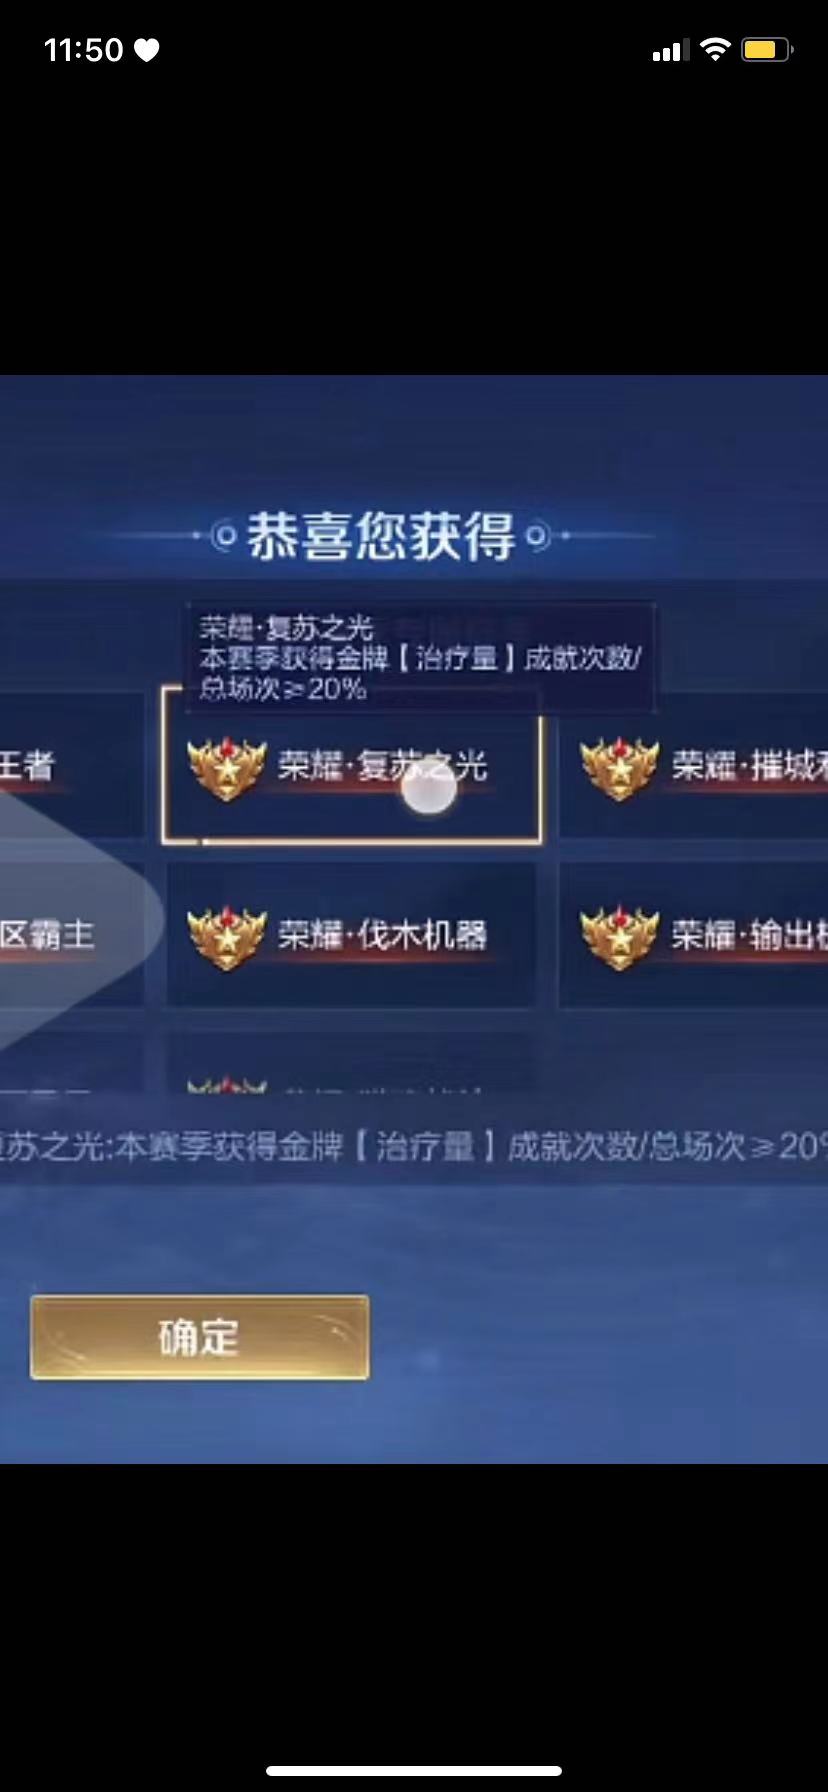 11:50
恭喜您获得
荣耀·复苏之光
本赛季获得金牌【治疗量】成就次数/
总场次≥20%
王者
荣耀·复苏之光
荣耀·摧城
区霸主
荣耀·伐木机器
荣耀·输出
苏之光:本赛季获得金牌【治疗量】成就次数/总场次≥20%
确定